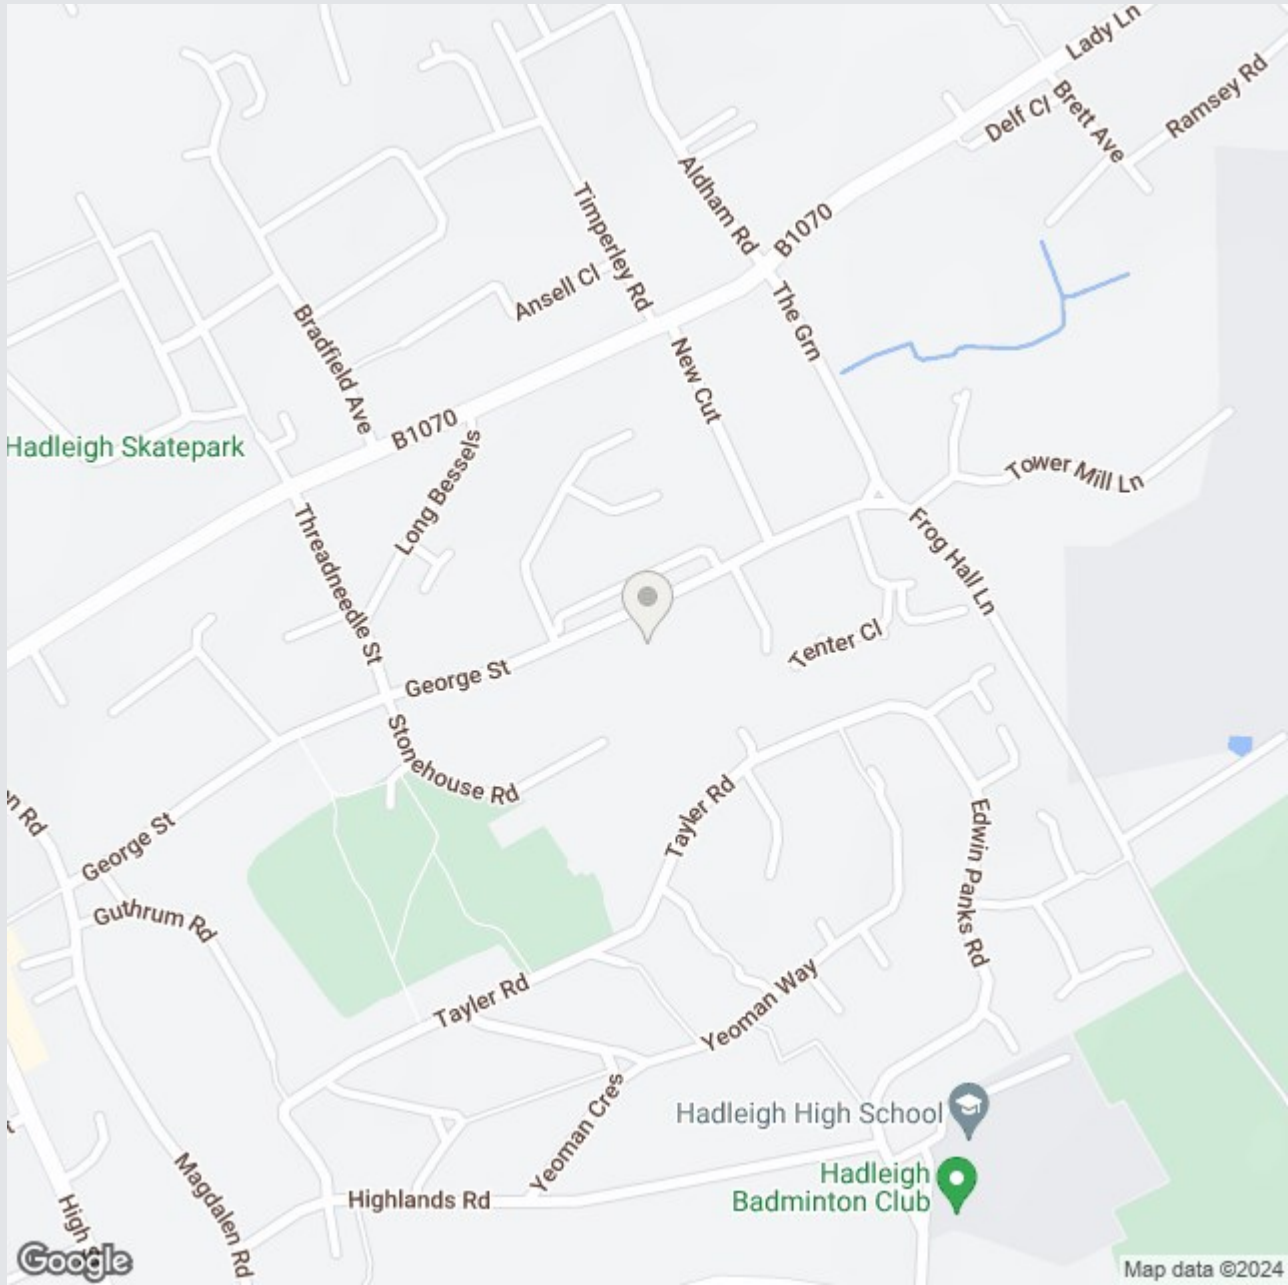 Lady Ln
Ramsey Rd
Delf Cl
Brett Ave
Aldham Rd
Timperley Rd
B1070
Ansell Cl
The Grn
Bradfield Ave
New Cut
B1070
Hadleigh Skatepark
Long Bessels
Tower Mill Ln
Threadneedle St
Frog Hall Ln
Tenter Cl
George St
Stonehouse Rd
Tayler Rd
Edwin Panks Rd
George St
Guthrum Rd
Tayler Rd
Yeoman Way
Yeoman Cres
Hadleigh High School
Hadleigh
Badminton Club
Magdalen Rd
Highlands Rd
High
Google
Map data ©2024